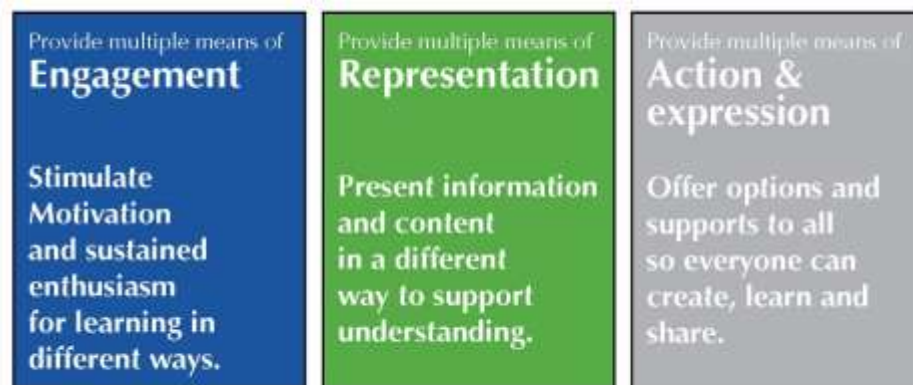 Provide multiple means of
Engagement
Stimulate
Motivation
and sustained
enthusiasm
for learning in
different ways.
Provide multiple means of
Representation
Present information
and content
in a different
way to support
understanding.
Provide multiple means of
Action &
expression
Offer options and
supports to all
so everyone can
create, learn and
share.